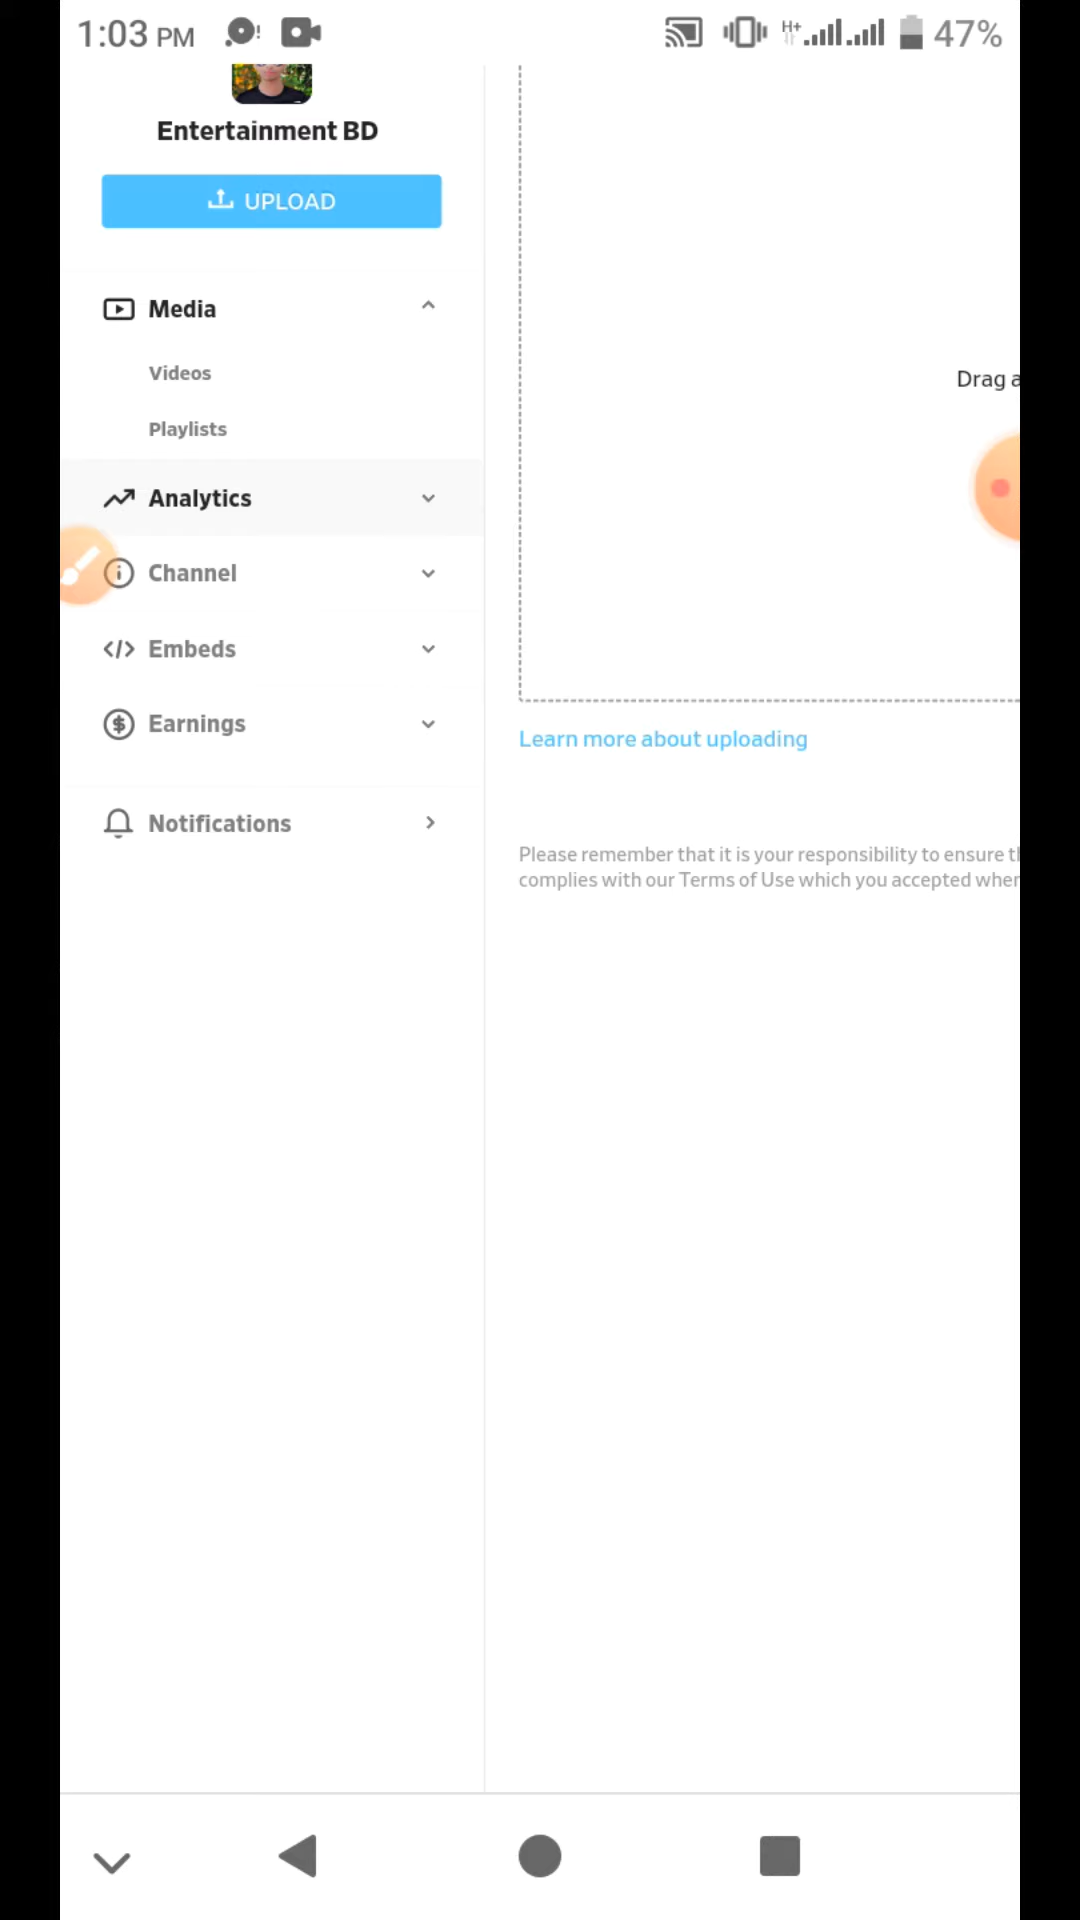 1:03 PM
H+
47%
Entertainment BD
UPLOAD
Media
Videos
Playlists
Analytics
Channel
Embeds
Earnings
Notifications
Drag
Learn more about uploading
Please remember that it is your responsibility to ensure
complies with our Terms of Use which you accepted